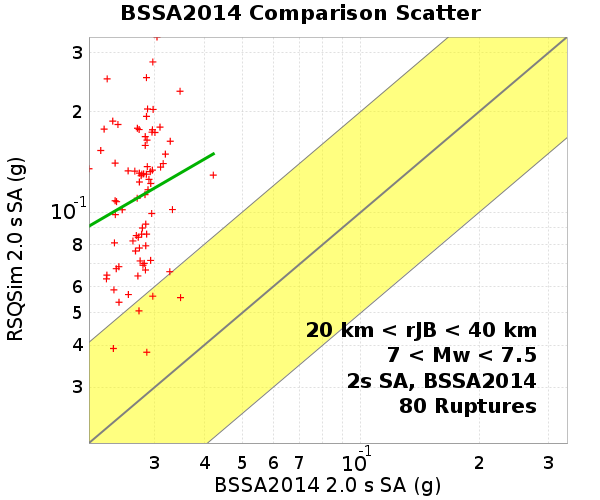 BSSA2014 Comparison Scatter
RSQSim 2.0 s SA (g)
3
2
10⁻¹
8
6
5
4
3
20 km < rJB < 40 km
7 < Mw < 7.5
2s SA, BSSA2014
80 Ruptures
3 4 5 6 7 10⁻¹ 2 3
BSSA2014 2.0 s SA (g)